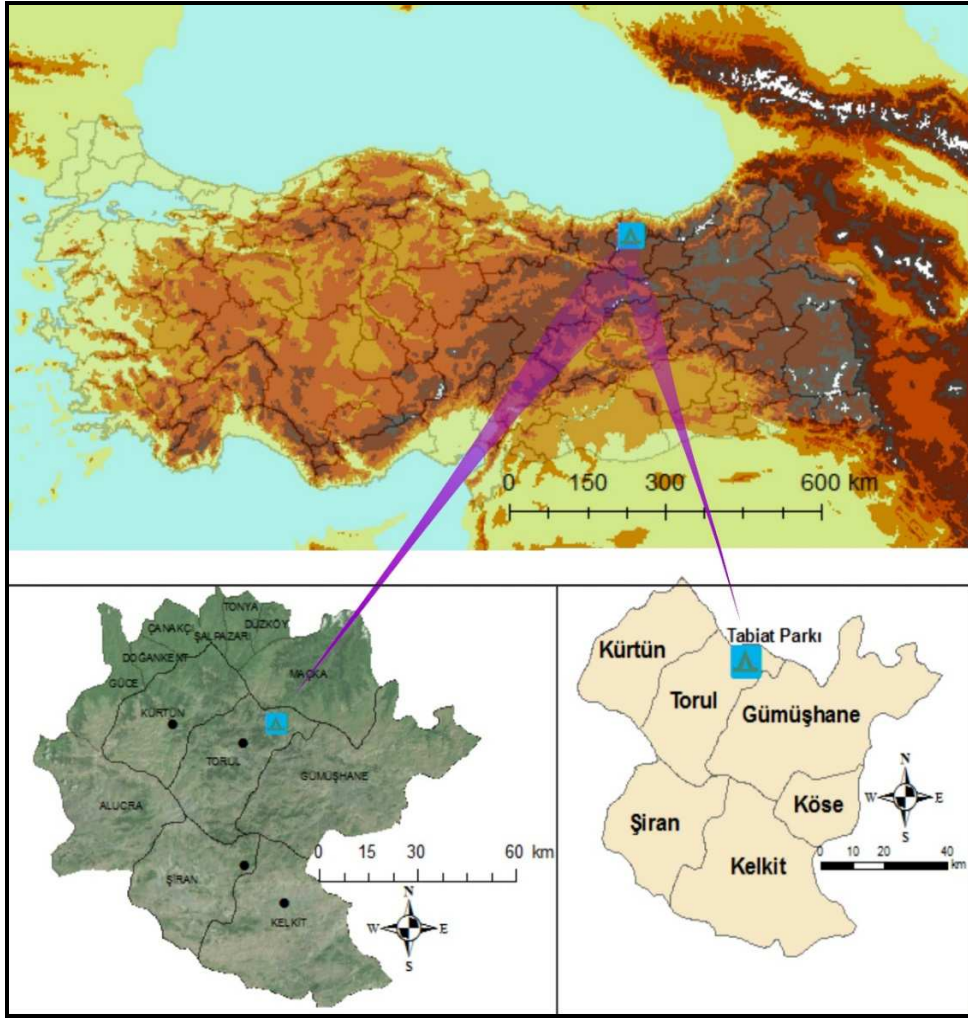 0 150 300 600 km
TONYA
DÜZKÖY
ÇANAKÇI
ŞALPAZARI
DOĞANKENT
MAÇKA
GÜCE
KÜRTÜN
TORUL
GÜMÜŞHANE
ALUCRA
ŞİRAN
KELKİT
0 15 30 60 km
N
W E
S
Tabiat Parkı
Kürtün
Torul
Gümüşhane
Şiran
Köse
Kelkit
N
W E
S
0 10 20 40
km